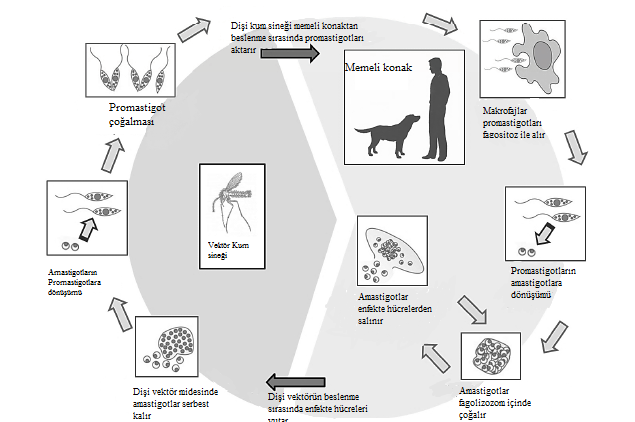 Dişi kum sineği memeli konaktan
beslenme sırasında promastigotları
aktarır
Memeli konak
Makrofajlar
promastigotları
fagositoz ile alır
Promastigot
çoğalması
Vektör Kum
sineği
Amastigotların
Promastigotlara
dönüşümü
Promastigotların
amastigotlara
dönüşümü
Amastigotlar
enfekte hücrelerden
salınır
Dişi vektör midesinde
amastigotlar serbest
kalır
Dişi vektörün beslenme
sırasında enfekte hücreleri
Amastigotlar
fagolizozom içinde
çoğalır